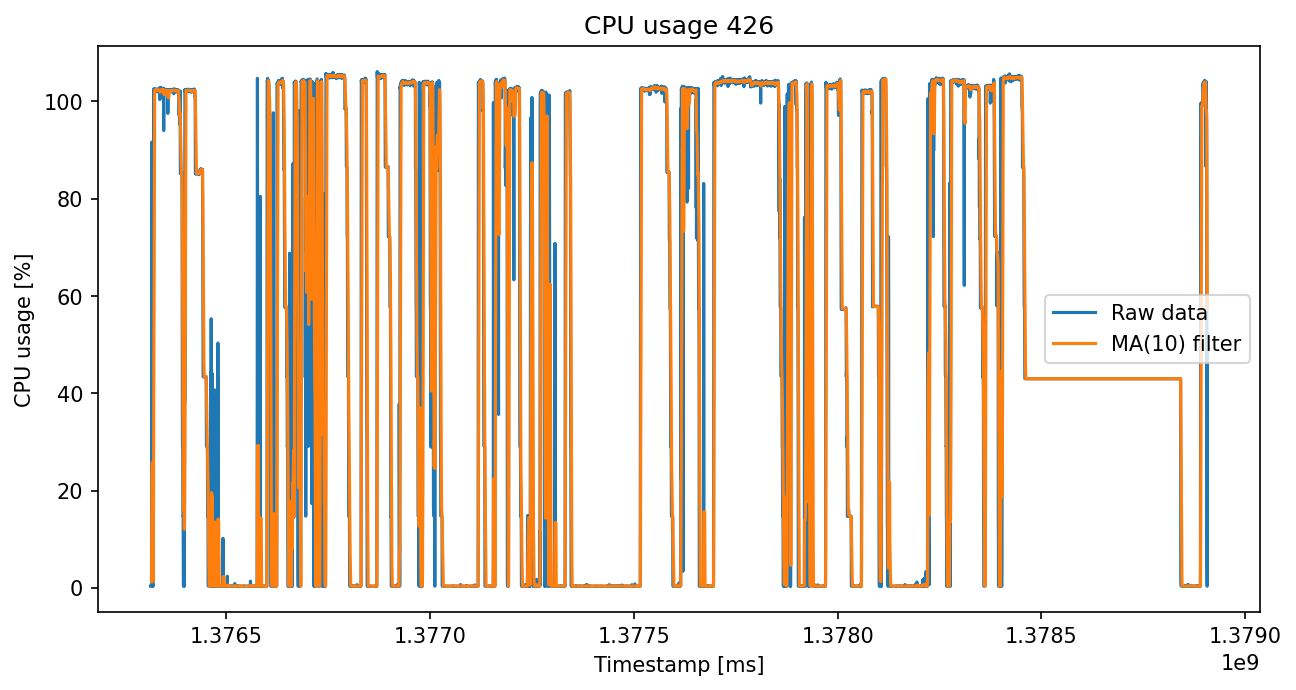 CPU usage 426
CPU usage [%]
100
80
60
40
20
0
Raw data
MA(10) filter
1.3765 1.3770 1.3775 1.3780 1.3785 1.3790
1e9
Timestamp [ms]